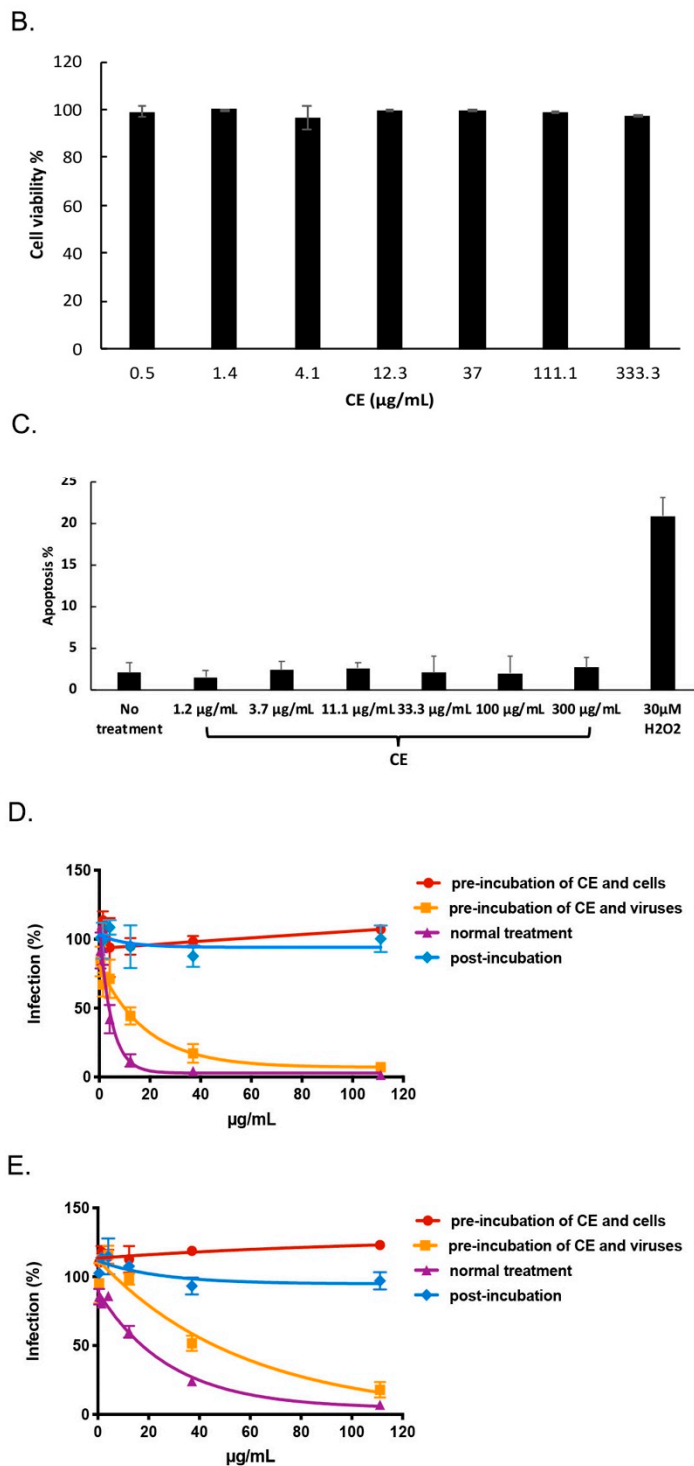 B.
120
100
80
60
40
20
0
Cell viability %
0.5 1.4 4.1 12.3 37 111.1 333.3
CE (µg/mL)
C.
25
20
15
10
5
0
Apoptosis %
No treatment 1.2 µg/mL 3.7 µg/mL 11.1 µg/mL 33.3 µg/mL 100 µg/mL 300 µg/mL 30µM H2O2
CE
D.
150
100
50
0
Infection (%)
0 20 40 60 80 100 120
µg/mL
pre-incubation of CE and cells
pre-incubation of CE and viruses
normal treatment
post-incubation
E.
150
100
50
0
Infection (%)
0 20 40 60 80 100 120
µg/mL
pre-incubation of CE and cells
pre-incubation of CE and viruses
normal treatment
post-incubation